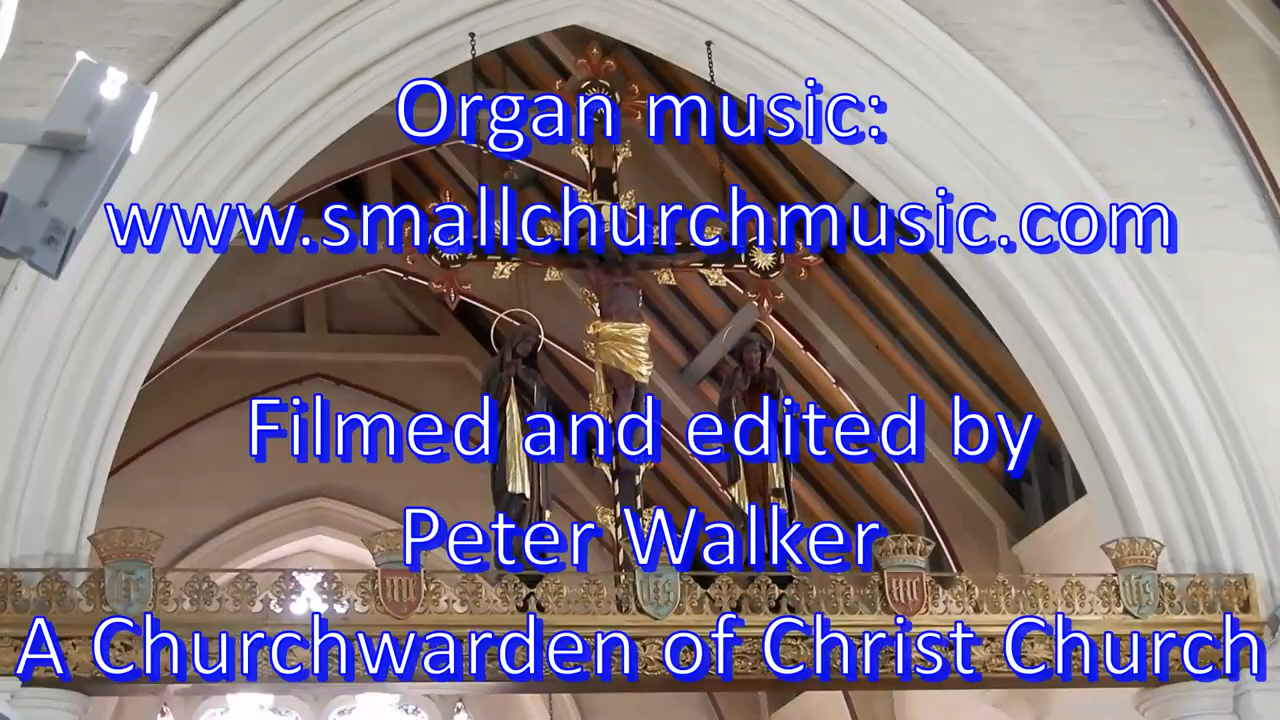 Organ music:
www.smallchurchmusic.com
Filmed and edited by
Peter Walker
A Churchwarden of Christ Church